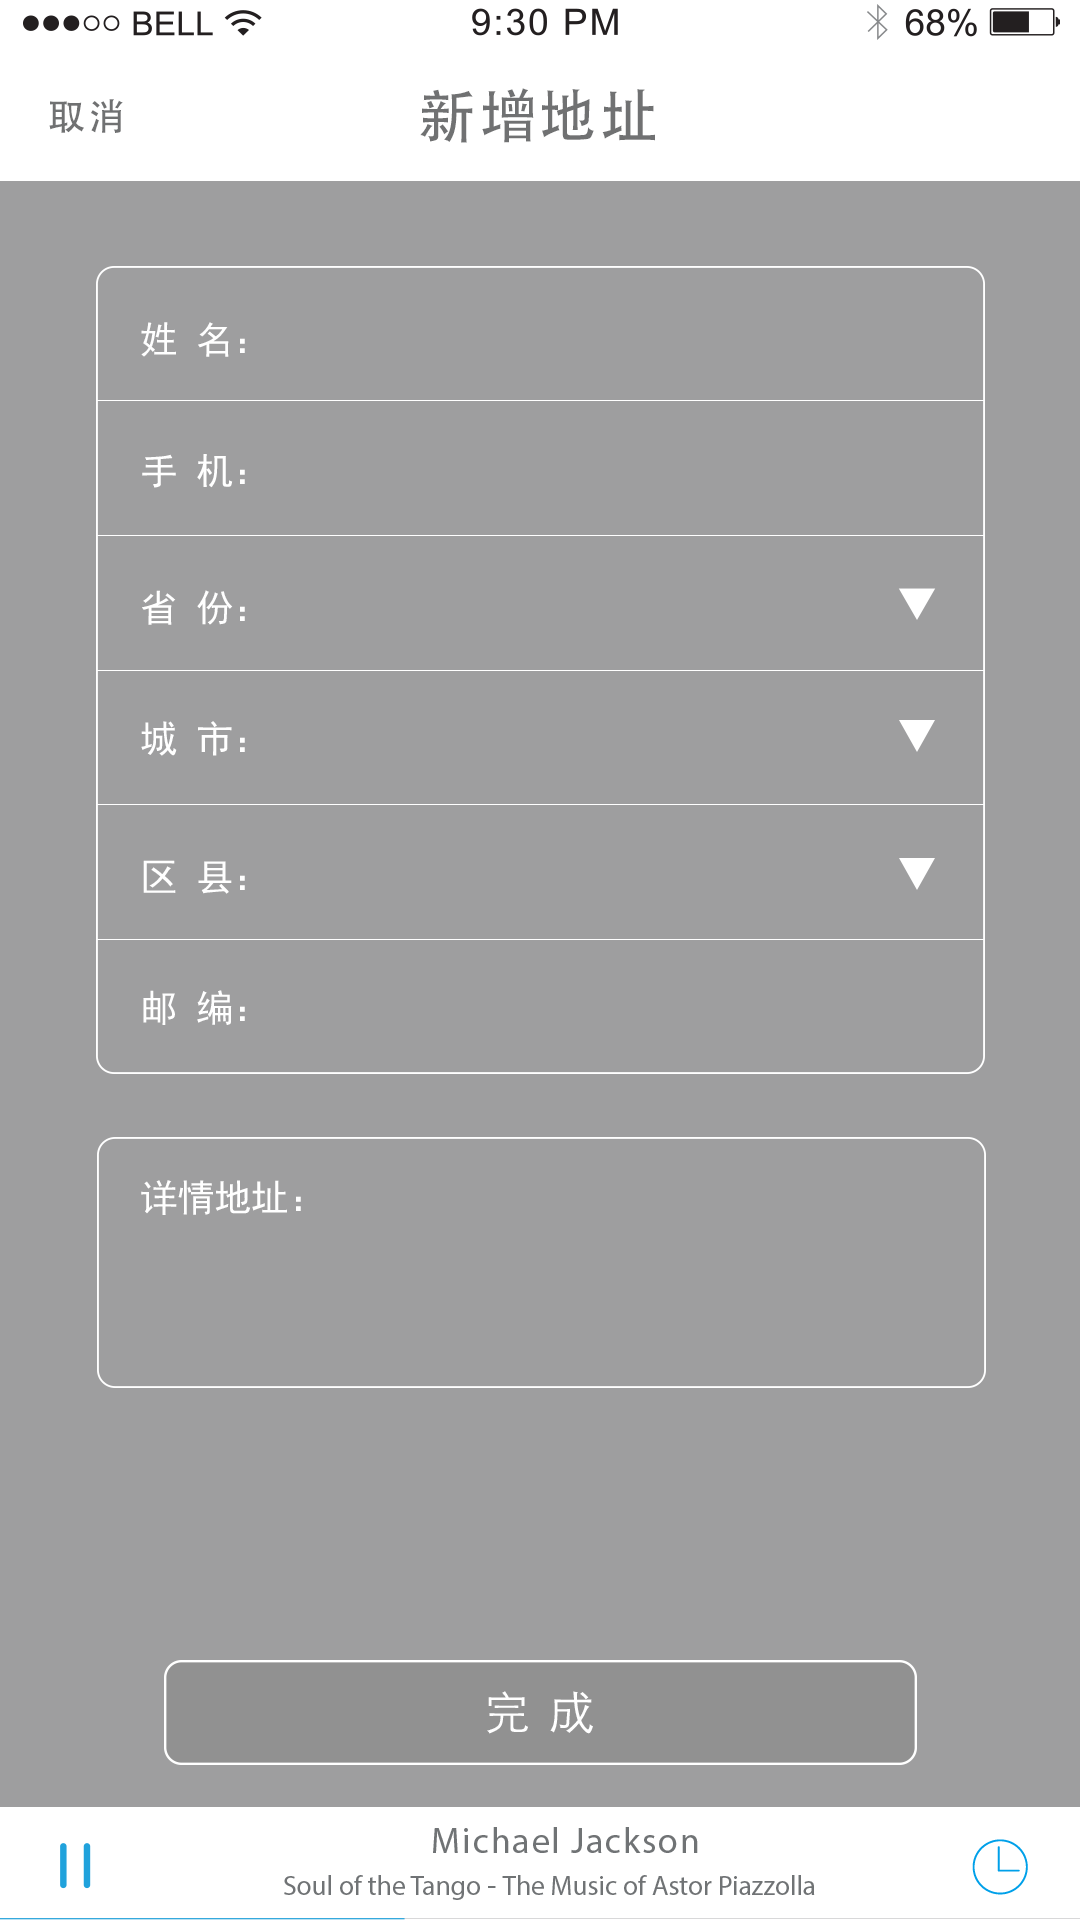 BELL 9:30 PM 68%
取消 新增地址
姓 名：
手 机：
省 份：
城 市：
区 县：
邮 编：
详情地址：
完 成
Michael Jackson
Soul of the Tango - The Music of Astor Piazzolla